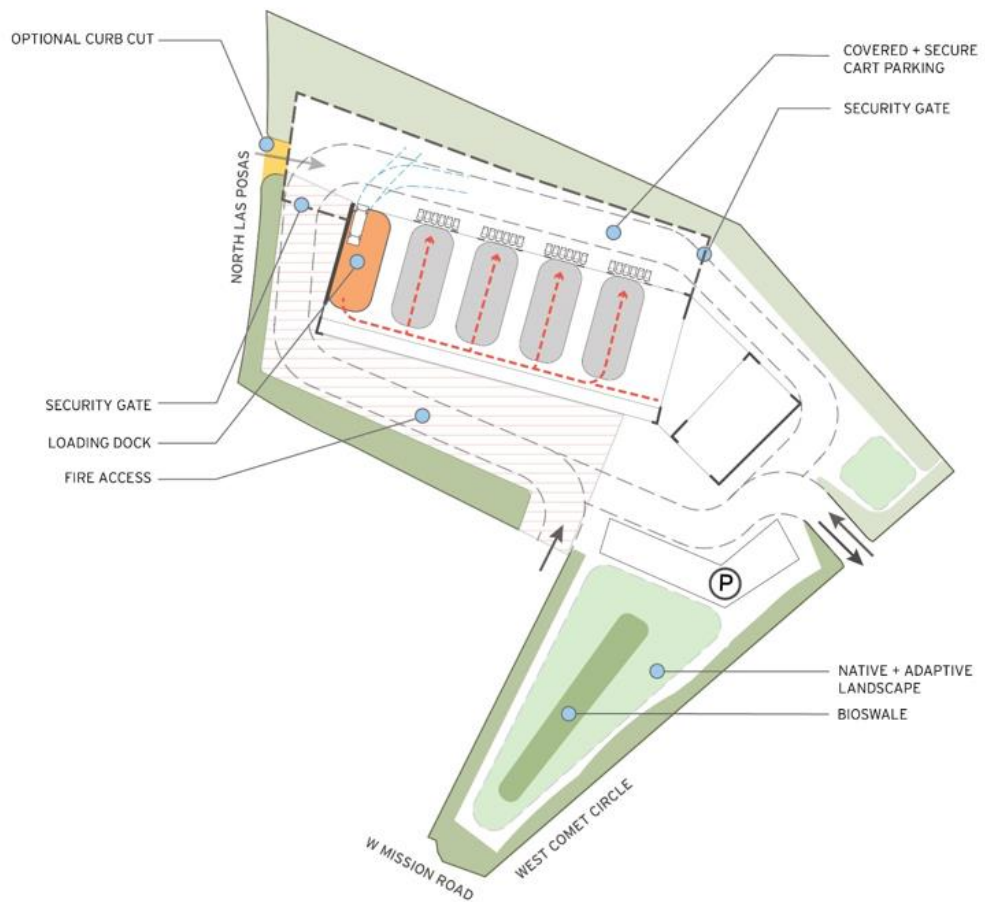 OPTIONAL CURB CUT
COVERED + SECURE
CART PARKING
SECURITY GATE
NORTH LAS POSAS
SECURITY GATE
LOADING DOCK
FIRE ACCESS
P
NATIVE + ADAPTIVE
LANDSCAPE
BIOSWALE
WEST COMET CIRCLE
W MISSION ROAD